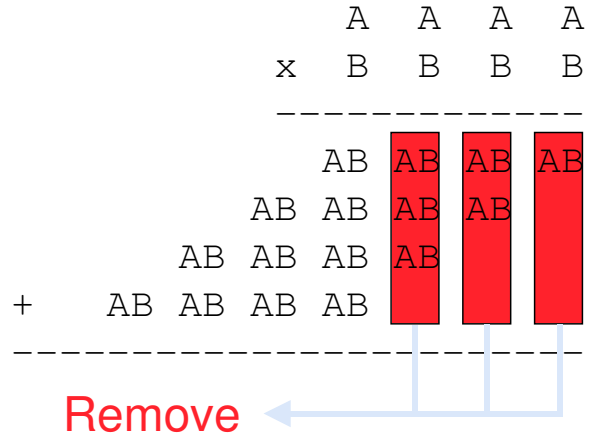 A A A A
x B B B B
-------------
AB AB AB AB
AB AB AB AB
AB AB AB AB
+ AB AB AB AB
------------------------
Remove